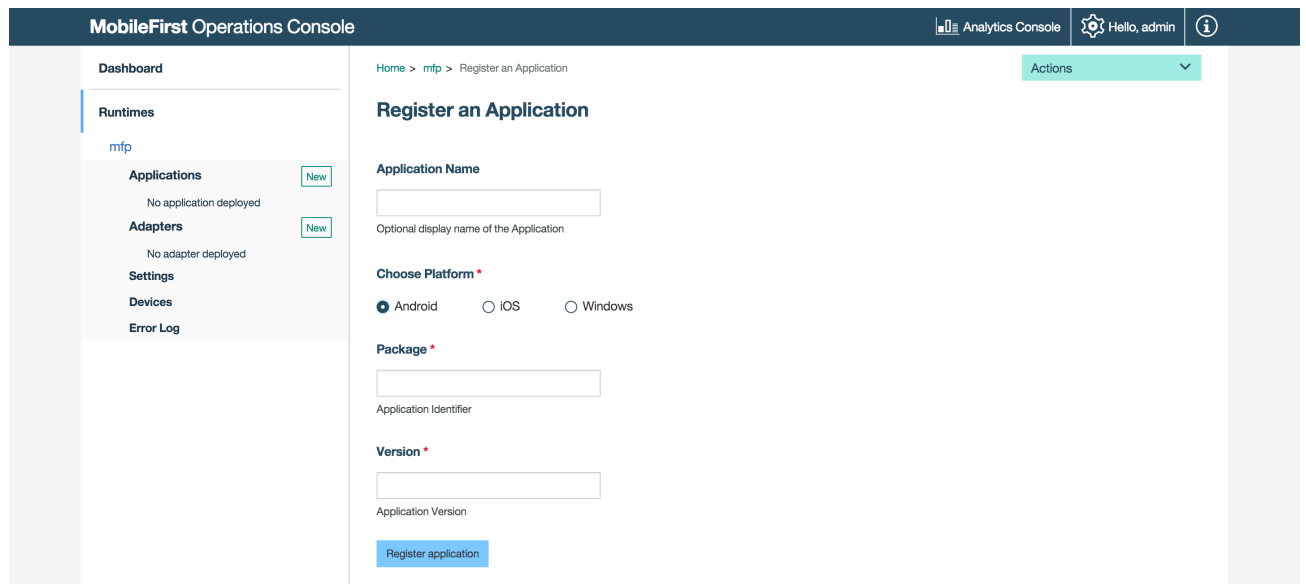 MobileFirst Operations Console
Analytics Console
Hello, admin
Dashboard
Runtimes
mfp
Applications New
No application deployed
Adapters New
No adapter deployed
Settings
Devices
Error Log
Home > mfp > Register an Application
Actions
Register an Application
Application Name
Optional display name of the Application
Choose Platform *
Android iOS Windows
Package *
Application Identifier
Version *
Application Version
Register application